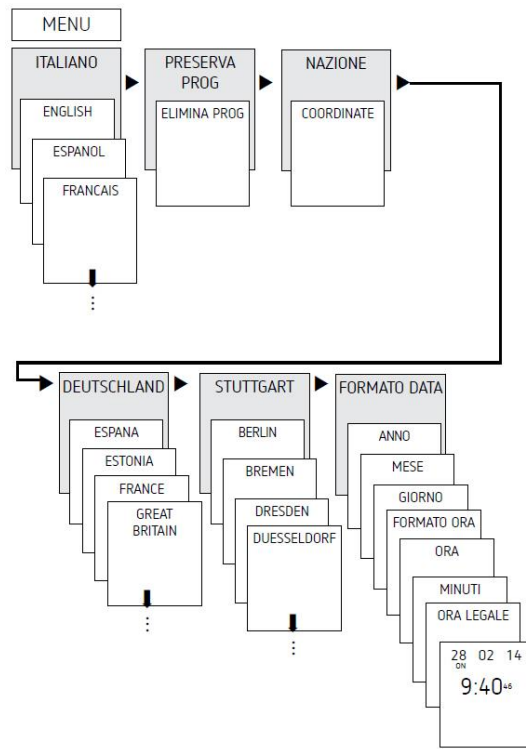 MENU
ITALIANO
ENGLISH
ESPANOL
FRANCAIS
PRESERVA
PROG
ELIMINA PROG
NAZIONE
COORDINATE
DEUTSCHLAND
ESPANA
ESTONIA
FRANCE
GREAT
BRITAIN
STUTTGART
BERLIN
BREMEN
DRESDEN
DUESSELDORF
FORMATO DATA
ANNO
MESE
GIORNO
FORMATO ORA
ORA
MINUTI
ORA LEGALE
28 02 14
ON
9:40 46